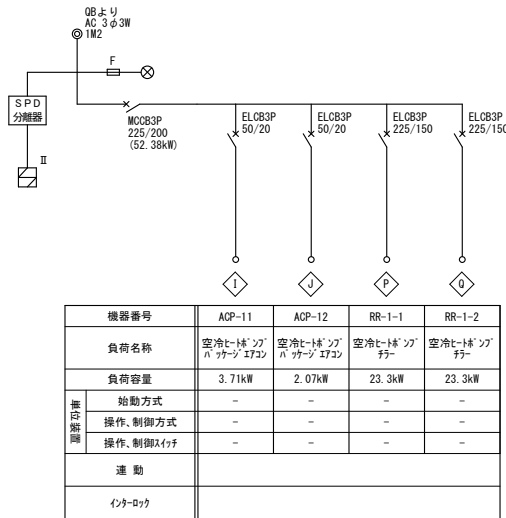 QBより
AC 3φ3W
1M2
F
SPD
分離器
Ⅱ
MCCB3P
225/200
(52.38kW)
ELCB3P
50/20
ELCB3P
50/20
ELCB3P
225/150
ELCB3P
225/150
I
J
P
Q
機器番号 ACP-11 ACP-12 RR-1-1 RR-1-2
負荷名称 空冷ヒートポンプパッケージエアコン 空冷ヒートポンプパッケージエアコン 空冷ヒートポンプチラー 空冷ヒートポンプチラー
負荷容量 3.71kW 2.07kW 23.3kW 23.3kW
単位装置
始動方式 - - - -
操作、制御方式 - - - -
操作、制御スイッチ - - - -
連動
インターロック